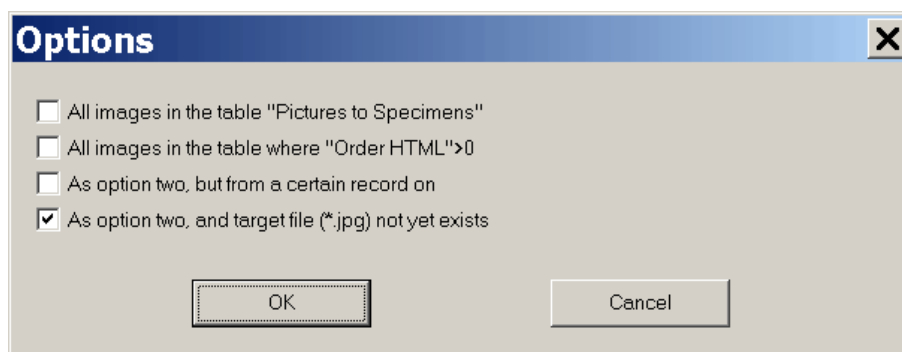 Options
All images in the table "Pictures to Specimens"
All images in the table where "Order HTML">0
As option two, but from a certain record on
As option two, and target file (*.jpg) not yet exists
OK
Cancel